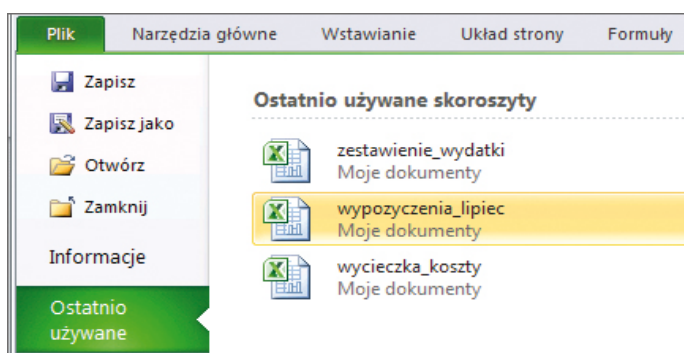 Plik Narzędzia główne Wstawianie Układ strony Formuły
Zapisz
Zapisz jako
Otwórz
Zamknij
Informacje
Ostatnio
używane
Ostatnio używane skoroszyty
zestawienie_wydatki
Moje dokumenty
wypozyczenia_lipiec
Moje dokumenty
wycieczka_koszty
Moje dokumenty